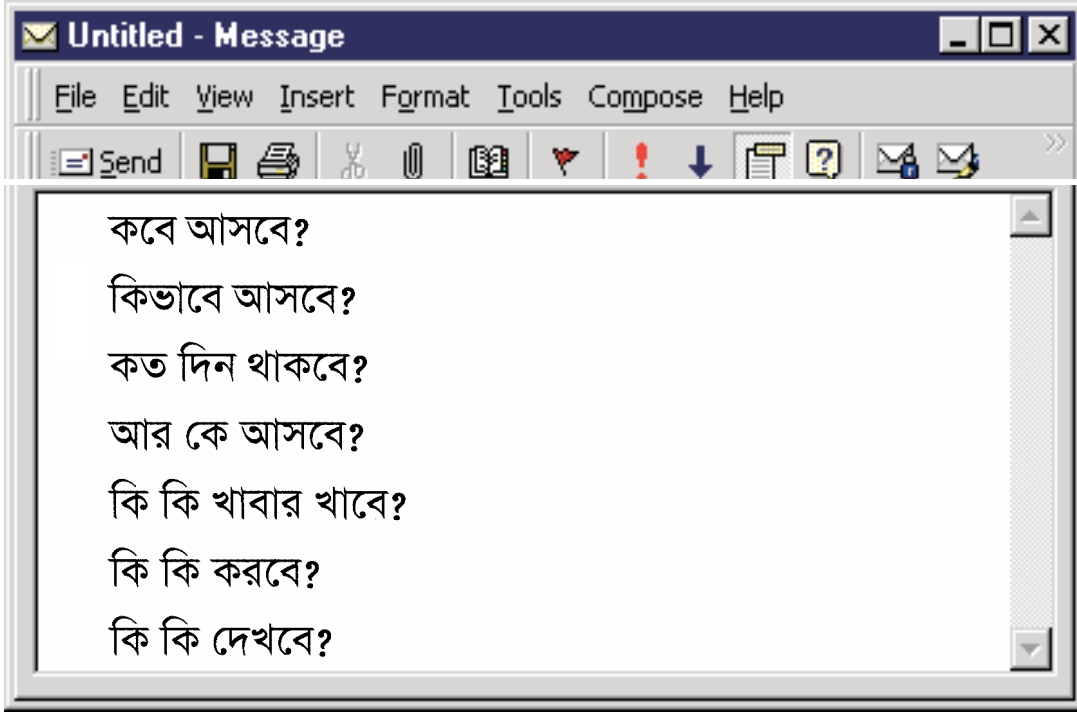 Untitled - Message
File Edit View Insert Format Tools Compose Help
Send
কবে আসবে?
কিভাবে আসবে?
কত দিন থাকবে?
আর কে আসবে?
কি কি খাবার খাবে?
কি কি করবে?
কি কি দেখবে?